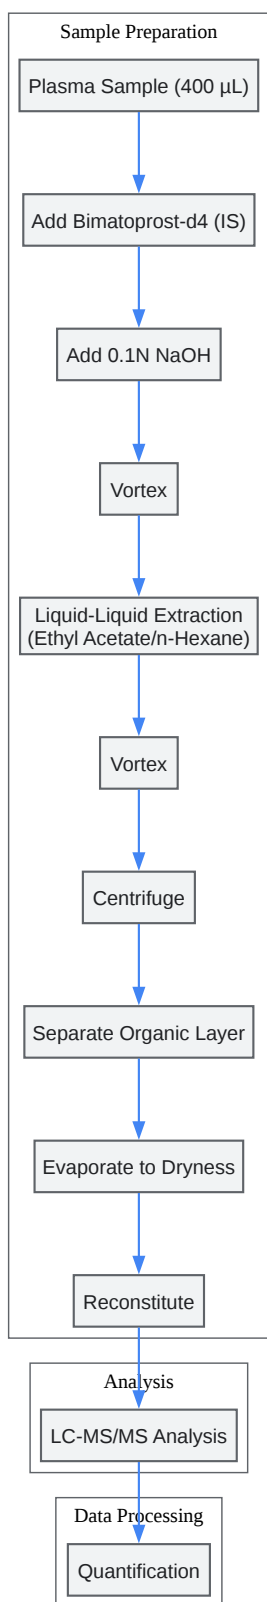 Sample Preparation
Plasma Sample (400 µL)
Add Bimatoprost-d4 (IS)
Add 0.1N NaOH
Vortex
Liquid-Liquid Extraction
(Ethyl Acetate/n-Hexane)
Vortex
Centrifuge
Separate Organic Layer
Evaporate to Dryness
Reconstitute
Analysis
LC-MS/MS Analysis
Data Processing
Quantification